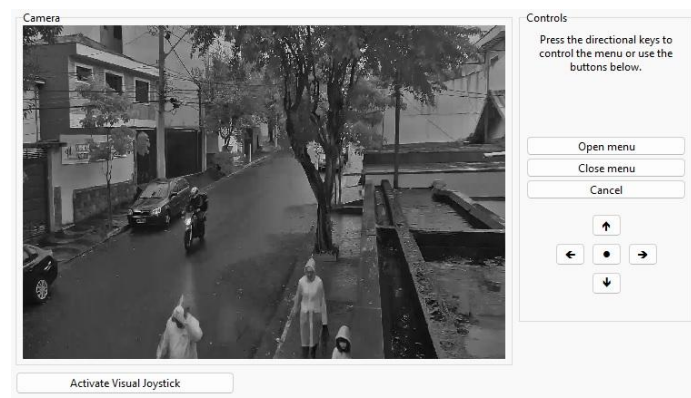 Camera
Controls
Press the directional keys to
control the menu or use the
buttons below.
Open menu
Close menu
Cancel
Activate Visual Joystick